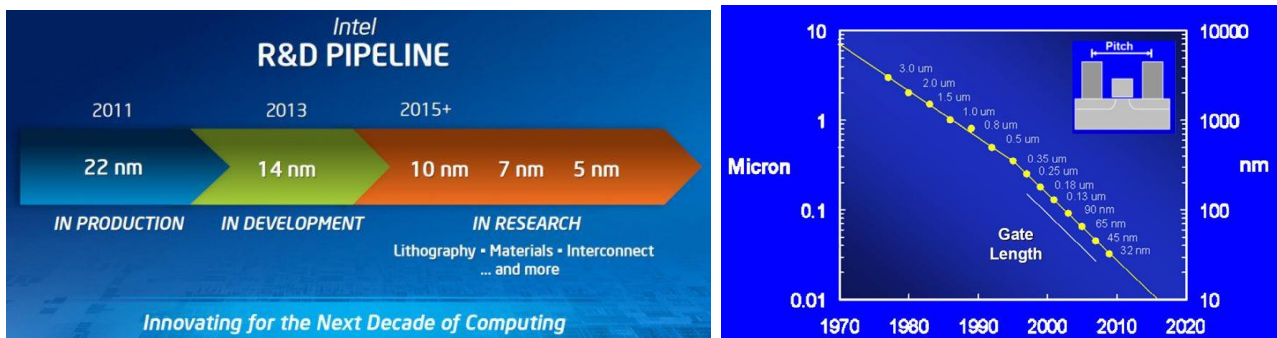 Intel
R&D PIPELINE
2011 2013 2015+
22 nm 14 nm 10 nm 7 nm 5 nm
IN PRODUCTION IN DEVELOPMENT IN RESEARCH
Lithography ▪ Materials ▪ Interconnect
... and more
Innovating for the Next Decade of Computing
10 10000
Pitch
3.0 um
2.0 um
1.5 um
1.0 um
1 1000
0.8 um
0.5 um
Micron nm
0.35 um
0.25 um
0.18 um
0.13 um
0.1 100
90 nm
65 nm
Gate
Length
45 nm
32 nm
0.01 10
1970 1980 1990 2000 2010 2020